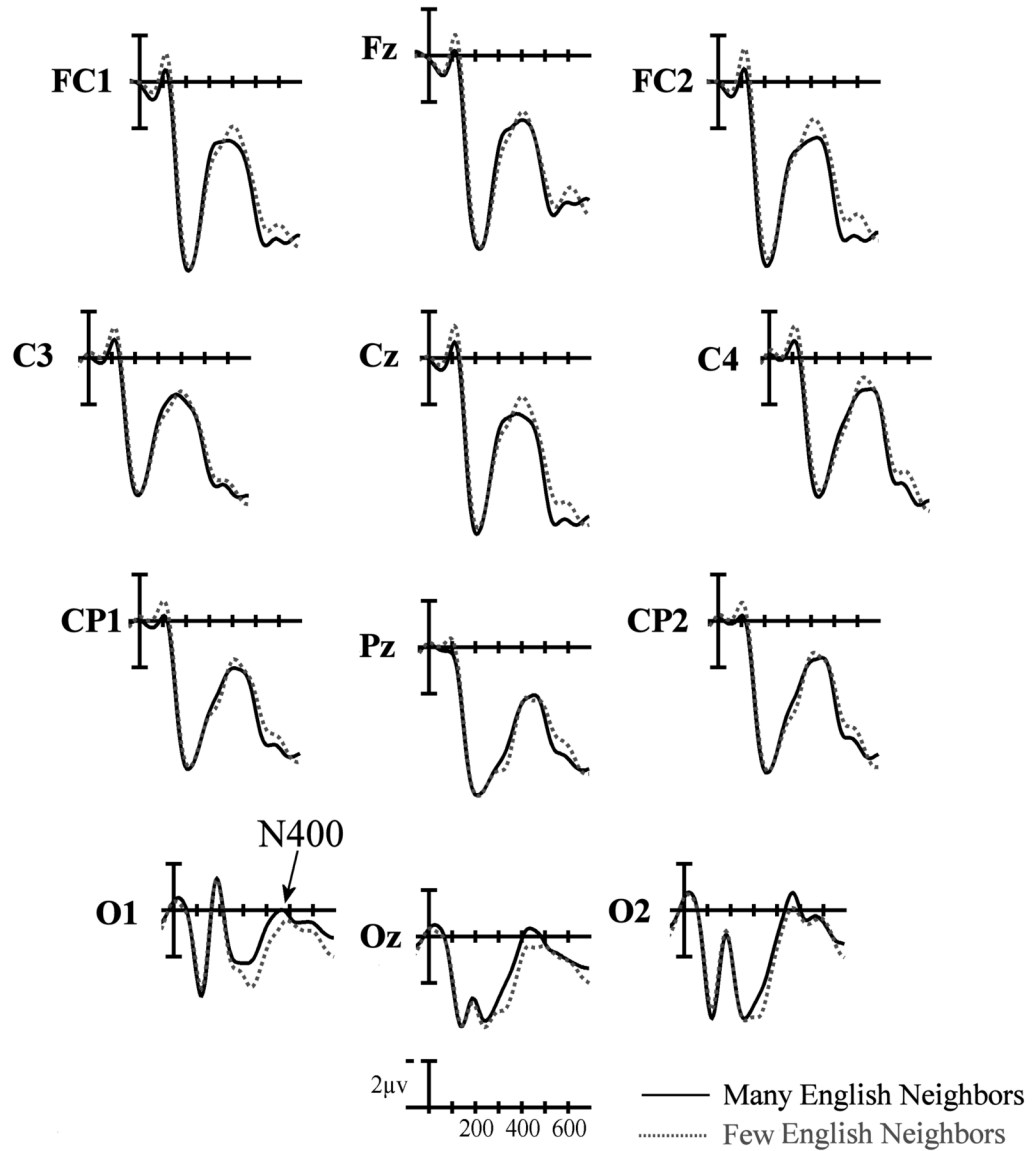 Fz
FC1
FC2
C3
Cz
C4
CP1
Pz
CP2
N400
O1
Oz
O2
2µv
200 400 600
Many English Neighbors
Few English Neighbors